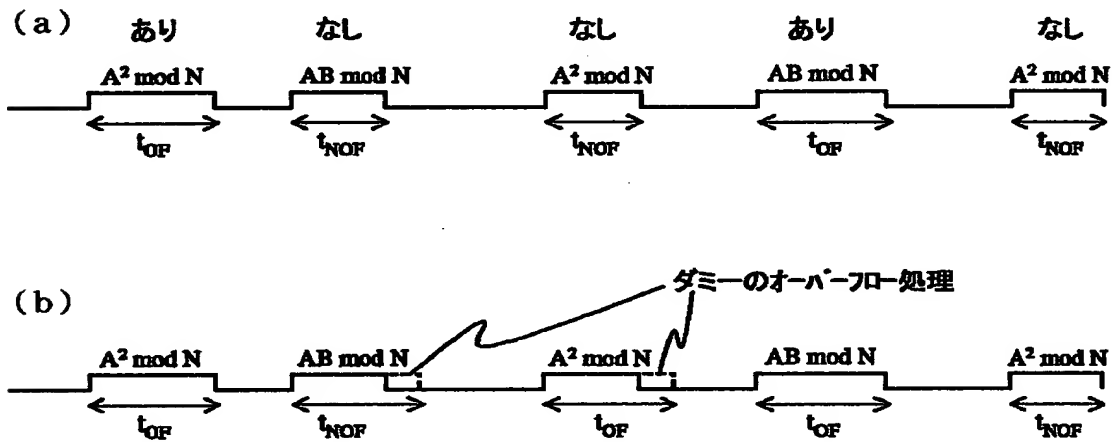 (a) あり なし なし あり なし
A² mod N AB mod N A² mod N AB mod N A² mod N
tOF tNOF tNOF tOF tNOF
ダミーのオーバーフロー処理
(b)
A² mod N AB mod N A² mod N AB mod N A² mod N
tOF tNOF tOF tOF tNOF